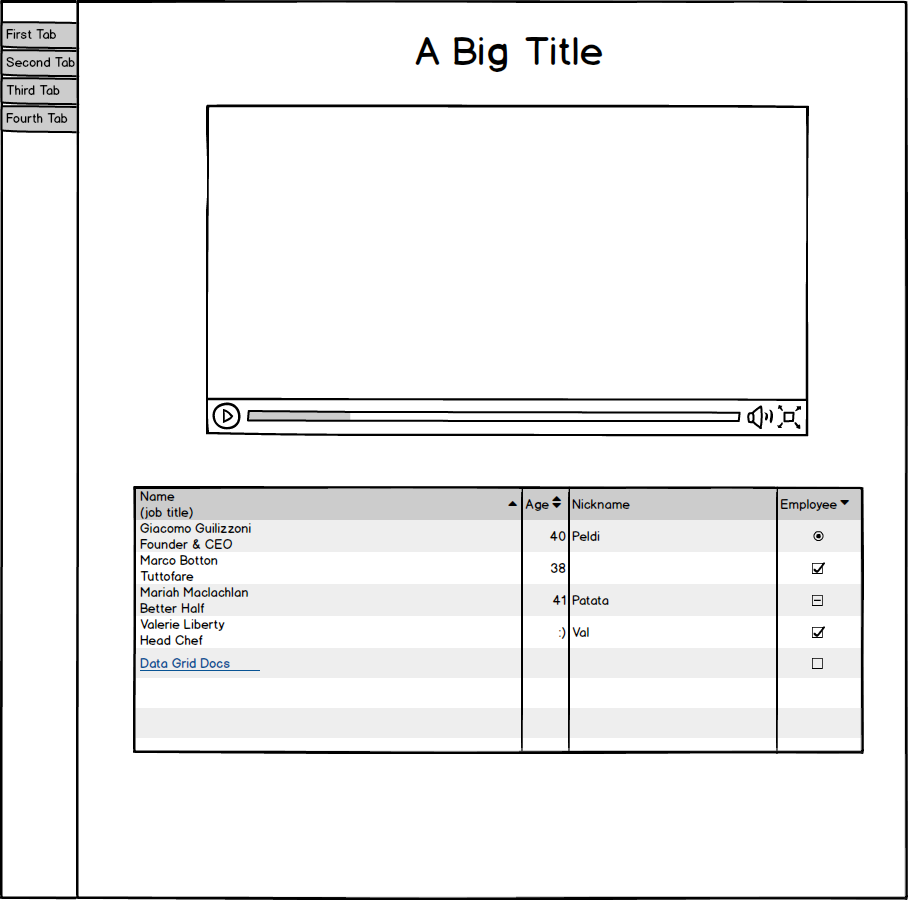 First Tab
Second Tab
Third Tab
Fourth Tab
A Big Title
Name
(job title)
Age
Nickname
Employee
Giacomo Guilizzoni
Founder & CEO
40
Peldi
Marco Botton
Tuttofare
38
Mariah Maclachlan
Better Half
41
Patata
Valerie Liberty
Head Chef
:)
Val
Data Grid Docs